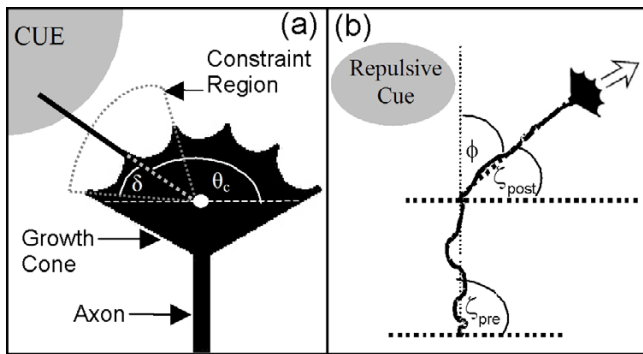 (a)
CUE
Constraint
Region
δ
θc
Growth
Cone
Axon
(b)
Repulsive
Cue
ϕ
ζpost
ζpre